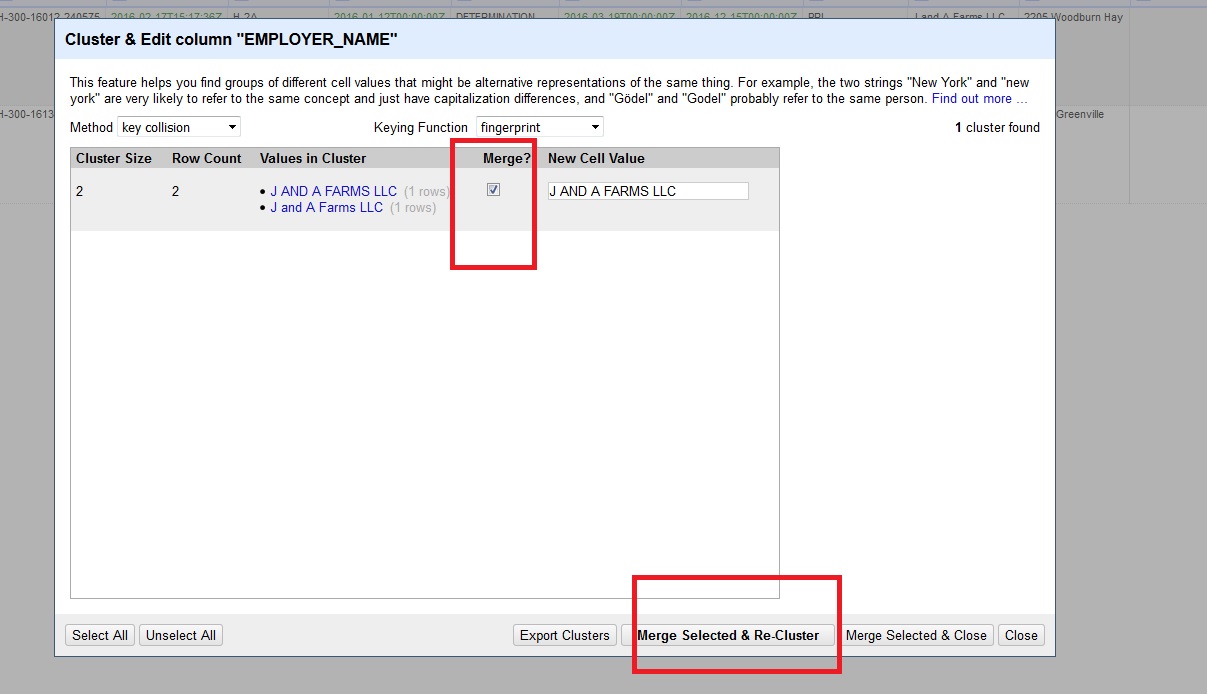 H-300-16012-240575 2016-02-17T15:17:36Z H-2A 2016-01-12T00:00:00Z DETERMINATION 2016-03-19T00:00:00Z 2016-12-15T00:00:00Z J and A Farms LLC 2205 Woodburn Hay
Cluster & Edit column "EMPLOYER_NAME"
This feature helps you find groups of different cell values that might be alternative representations of the same thing. For example, the two strings "New York" and "new
york" are very likely to refer to the same concept and just have capitalization differences, and "Gödel" and "Godel" probably refer to the same person. Find out more ...
H-300-1613 Greenville
Method key collision Keying Function fingerprint 1 cluster found
Cluster Size Row Count Values in Cluster Merge? New Cell Value
2 2 • J AND A FARMS LLC (1 rows) J AND A FARMS LLC
• J and A Farms LLC (1 rows)
Select All Unselect All Export Clusters Merge Selected & Re-Cluster Merge Selected & Close Close